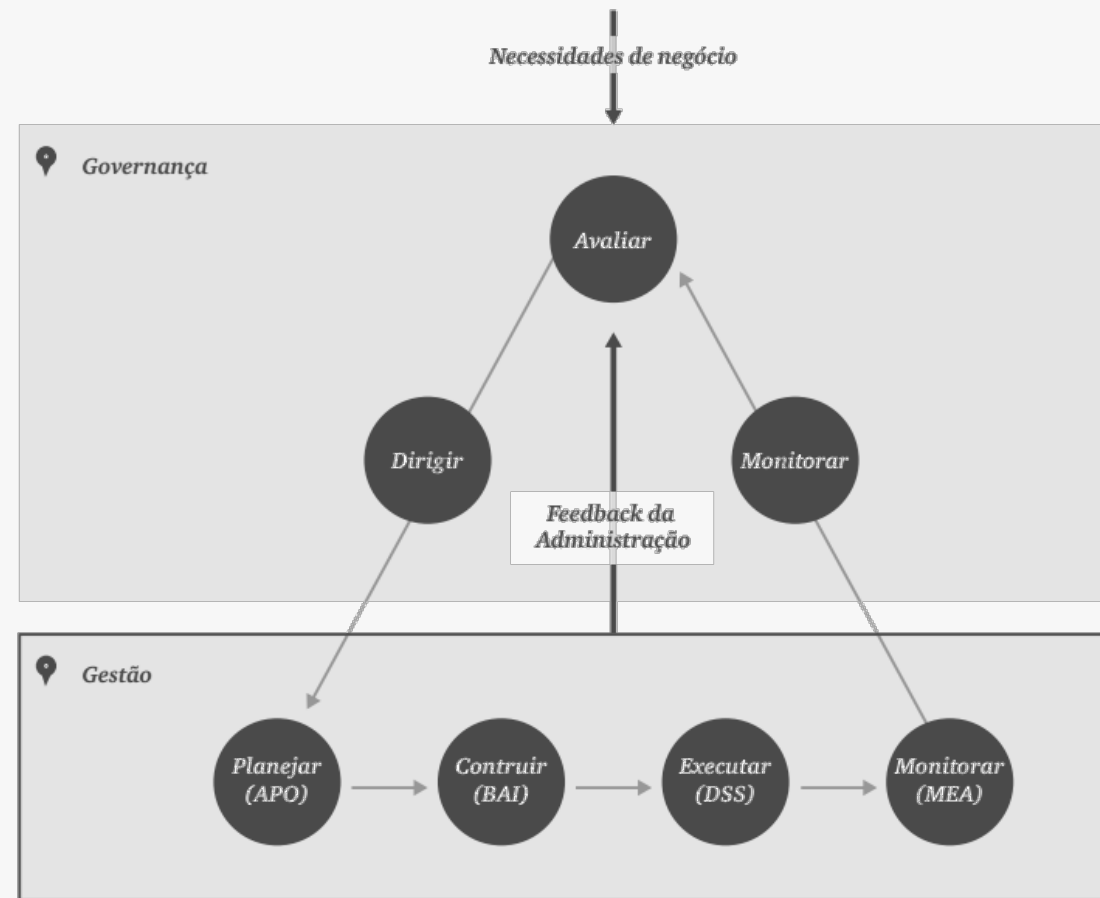 Necessidades de negócio
Governança
Avaliar
Dirigir
Monitorar
Feedback da
Administração
Gestão
Planejar
(APO)
Contruir
(BAI)
Executar
(DSS)
Monitorar
(MEA)